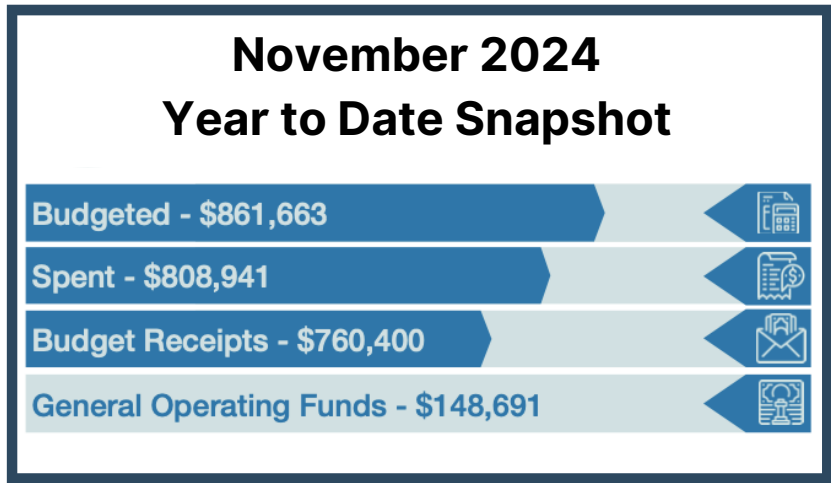 November 2024
Year to Date Snapshot
Budgeted - $861,663
Spent - $808,941
Budget Receipts - $760,400
General Operating Funds - $148,691